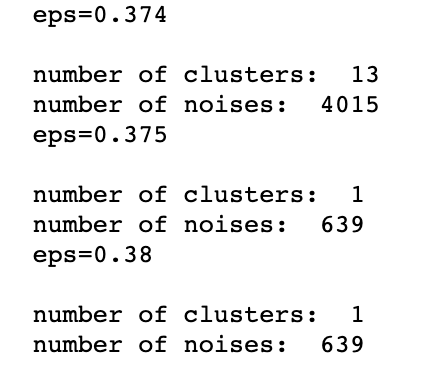 eps=0.374
number of clusters:  13
number of noises:  4015
eps=0.375
number of clusters:  1
number of noises:  639
eps=0.38
number of clusters:  1
number of noises:  639